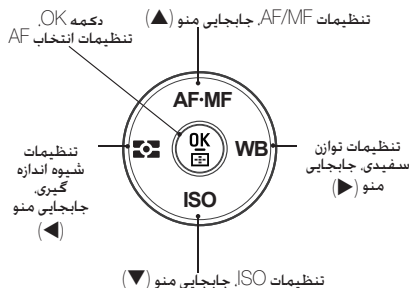 تنظیمات AF/MF، جابجایی منو (▲)
دکمه OK،
تنظیمات انتخاب AF
AF·MF
تنظیمات
شیوه اندازه
گیری،
جابجایی منو
(◀)
OK
WB
تنظیمات توازن
سفیدی، جابجایی
منو (▶)
ISO
تنظیمات ISO، جابجایی منو (▼)